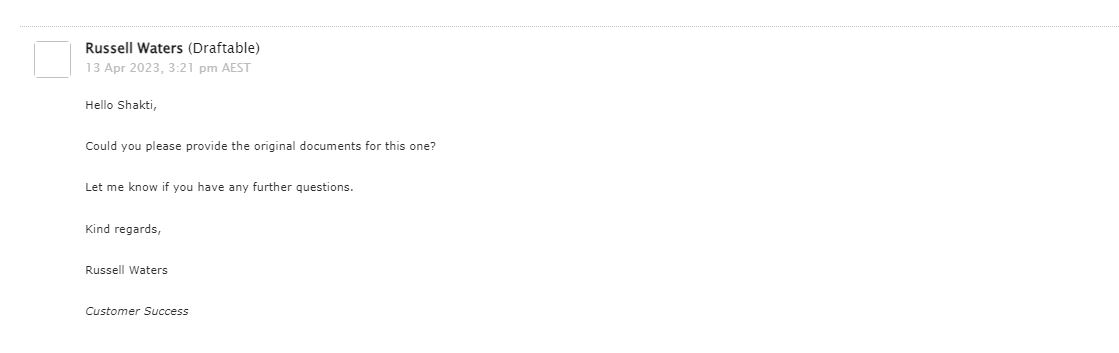 Russell Waters (Draftable)
13 Apr 2023, 3:21 pm AEST
Hello Shakti,
Could you please provide the original documents for this one?
Let me know if you have any further questions.
Kind regards,
Russell Waters
Customer Success